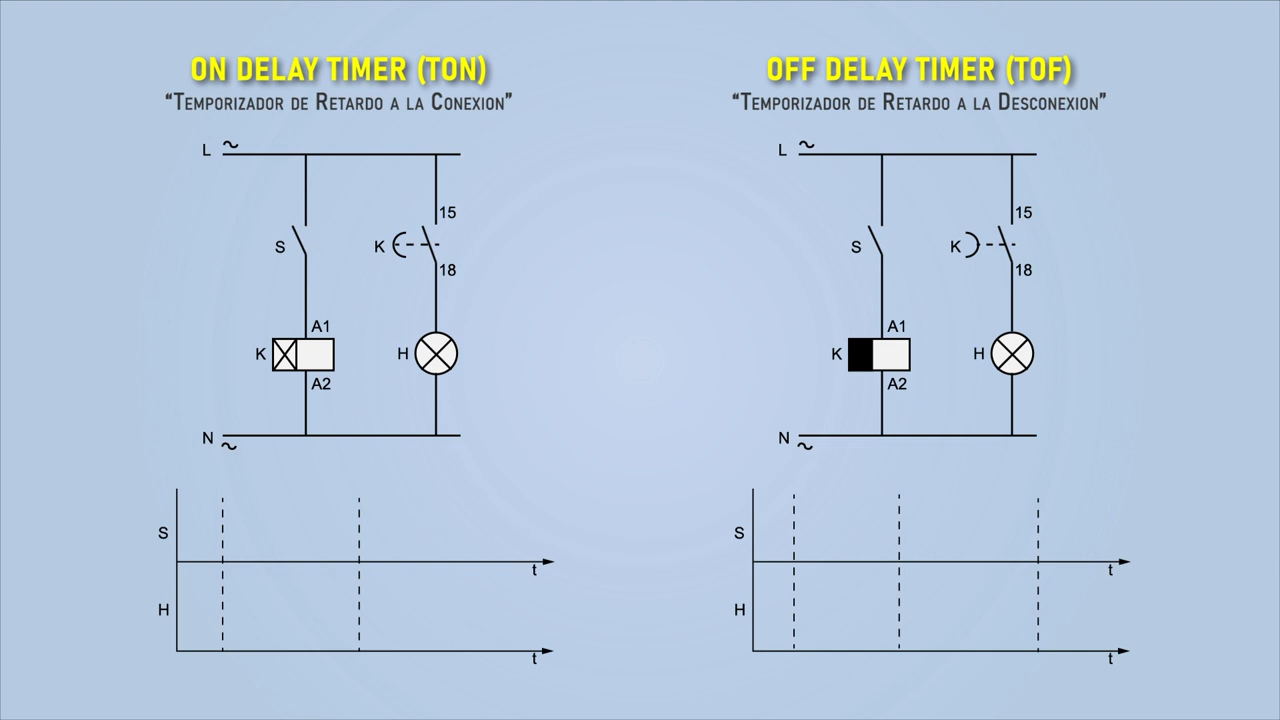 ON DELAY TIMER (TON)
“Temporizador de Retardo a la Conexion”
L
15
S
K
18
A1
K
H
A2
N
S
t
H
t
OFF DELAY TIMER (TOF)
“Temporizador de Retardo a la Desconexion”
L
15
S
K
18
A1
K
H
A2
N
S
t
H
t